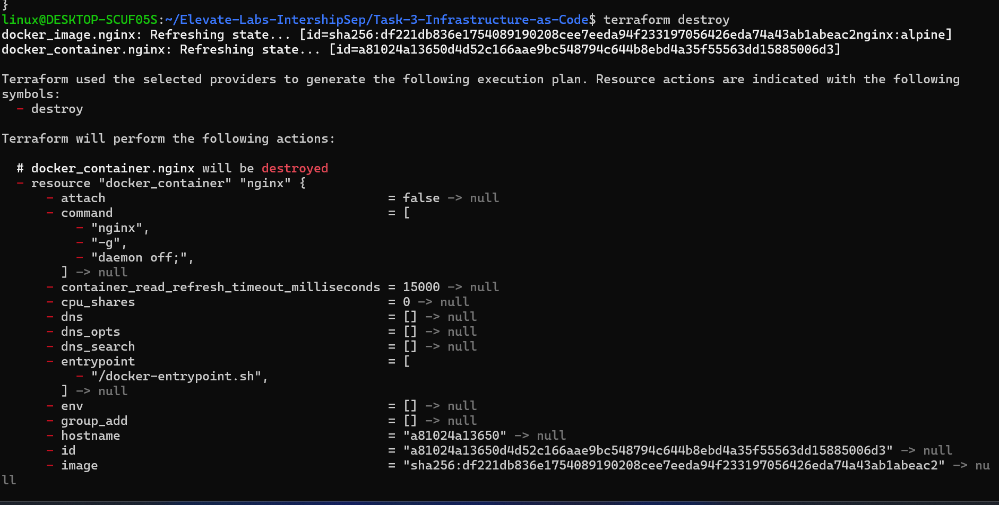 }
linux@DESKTOP-SCUF05S:~/Elevate-Labs-IntershipSep/Task-3-Infrastructure-as-Code$ terraform destroy
docker_image.nginx: Refreshing state... [id=sha256:df221db836e1754089190208cee7eeda94f233197056426eda74a43ab1abeac2nginx:alpine]
docker_container.nginx: Refreshing state... [id=a81024a13650d4d52c166aae9bc548794c644b8ebd4a35f55563dd15885006d3]

Terraform used the selected providers to generate the following execution plan. Resource actions are indicated with the following
symbols:
  - destroy

Terraform will perform the following actions:

  # docker_container.nginx will be destroyed
  - resource "docker_container" "nginx" {
      - attach                                      = false -> null
      - command                                     = [
          - "nginx",
          - "-g",
          - "daemon off;",
        ] -> null
      - container_read_refresh_timeout_milliseconds = 15000 -> null
      - cpu_shares                                  = 0 -> null
      - dns                                         = [] -> null
      - dns_opts                                    = [] -> null
      - dns_search                                  = [] -> null
      - entrypoint                                  = [
          - "/docker-entrypoint.sh",
        ] -> null
      - env                                         = [] -> null
      - group_add                                   = [] -> null
      - hostname                                    = "a81024a13650" -> null
      - id                                          = "a81024a13650d4d52c166aae9bc548794c644b8ebd4a35f55563dd15885006d3" -> null
      - image                                       = "sha256:df221db836e1754089190208cee7eeda94f233197056426eda74a43ab1abeac2" -> nu
ll